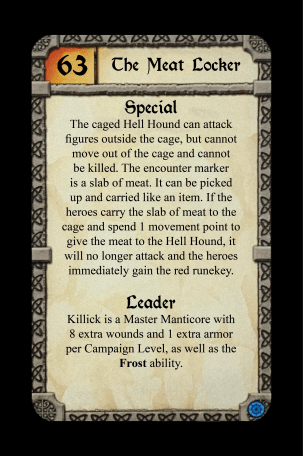 63
The Meat Locker
Special
The caged Hell Hound can attack
figures outside the cage, but cannot
move out of the cage and cannot
be killed. The encounter marker
is a slab of meat. It can be picked
up and carried like an item. If the
heroes carry the slab of meat to the
cage and spend 1 movement point to
give the meat to the Hell Hound, it
will no longer attack and the heroes
immediately gain the red runekey.
Leader
Killick is a Master Manticore with
8 extra wounds and 1 extra armor
per Campaign Level, as well as the
Frost ability.